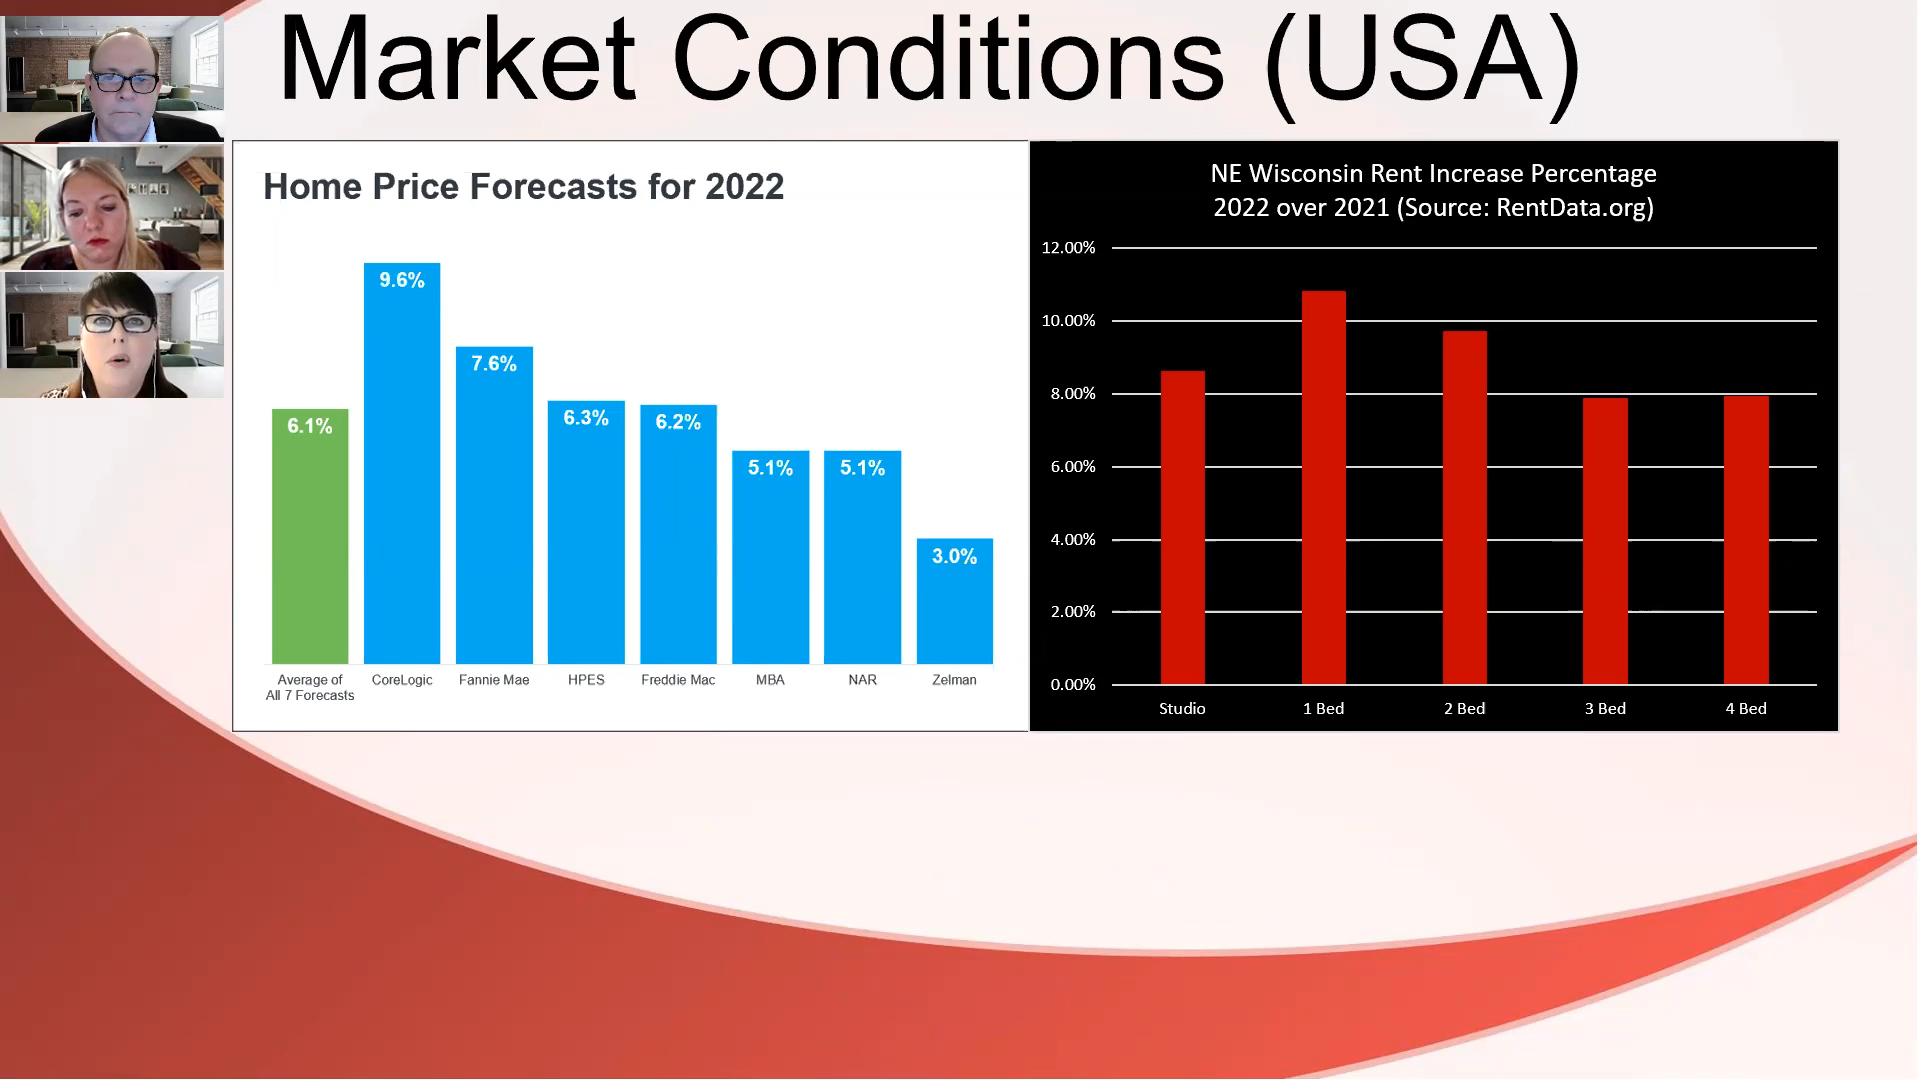 Market Conditions (USA)
Home Price Forecasts for 2022
6.1%
9.6%
7.6%
6.3%
6.2%
5.1%
5.1%
3.0%
Average of
All 7 Forecasts
CoreLogic
Fannie Mae
HPES
Freddie Mac
MBA
NAR
Zelman
NE Wisconsin Rent Increase Percentage
2022 over 2021 (Source: RentData.org)
12.00%
10.00%
8.00%
6.00%
4.00%
2.00%
0.00%
Studio
1 Bed
2 Bed
3 Bed
4 Bed